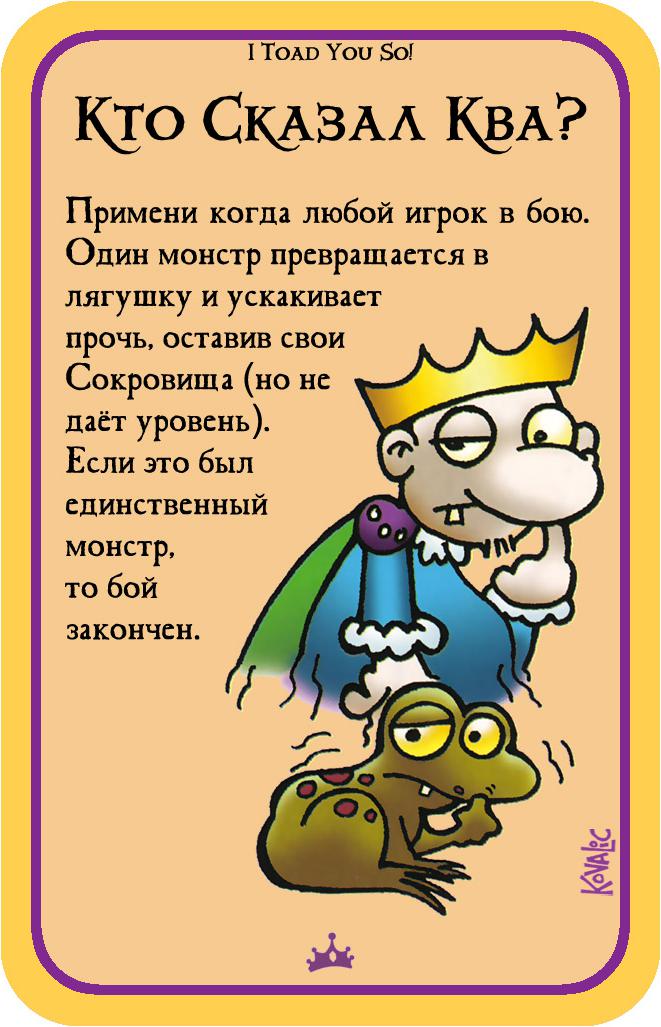 I Toad You So!
Кто Сказал Ква?
Примени когда любой игрок в бою.
Один монстр превращается в
лягушку и ускакивает
прочь, оставив свои
Сокровища (но не
даёт уровень).
Если это был
единственный
монстр,
то бой
закончен.
Kovalic